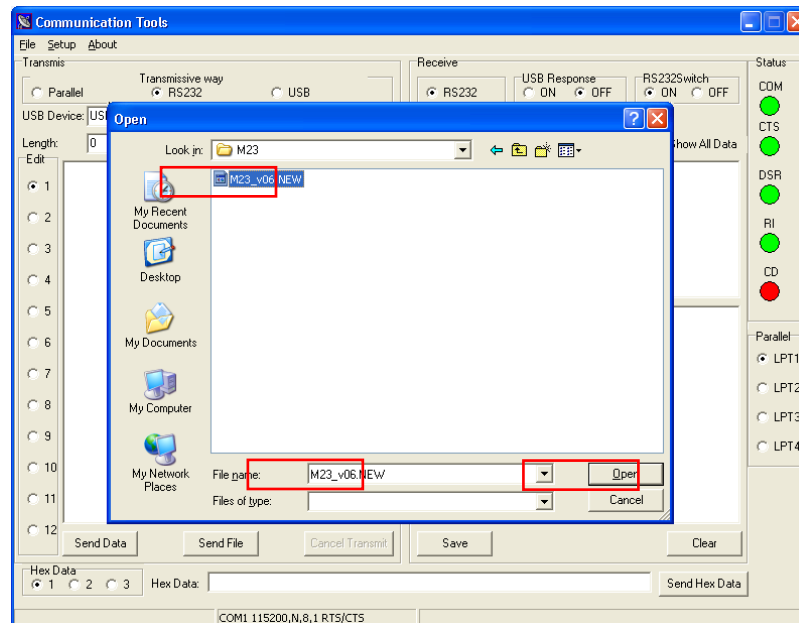 Communication Tools
File Setup About
Transmis
Receive
Status
Transmissive way
Parallel
RS232
USB
RS232
USB Response
ON OFF
RS232Switch
ON OFF
COM
CTS
DSR
RI
CD
USB Device:
Length: 0
Show All Data
Edit
1
2
3
4
5
6
7
8
9
10
11
12
Open
Look in: M23
M23_v06.NEW
My Recent Documents
Desktop
My Documents
My Computer
My Network Places
File name: M23_v06.NEW
Open
Files of type:
Cancel
Parallel
LPT1
LPT2
LPT3
LPT4
Send Data
Send File
Cancel Transmit
Save
Clear
Hex Data
1 2 3
Hex Data:
Send Hex Data
COM1 115200,N,8,1 RTS/CTS